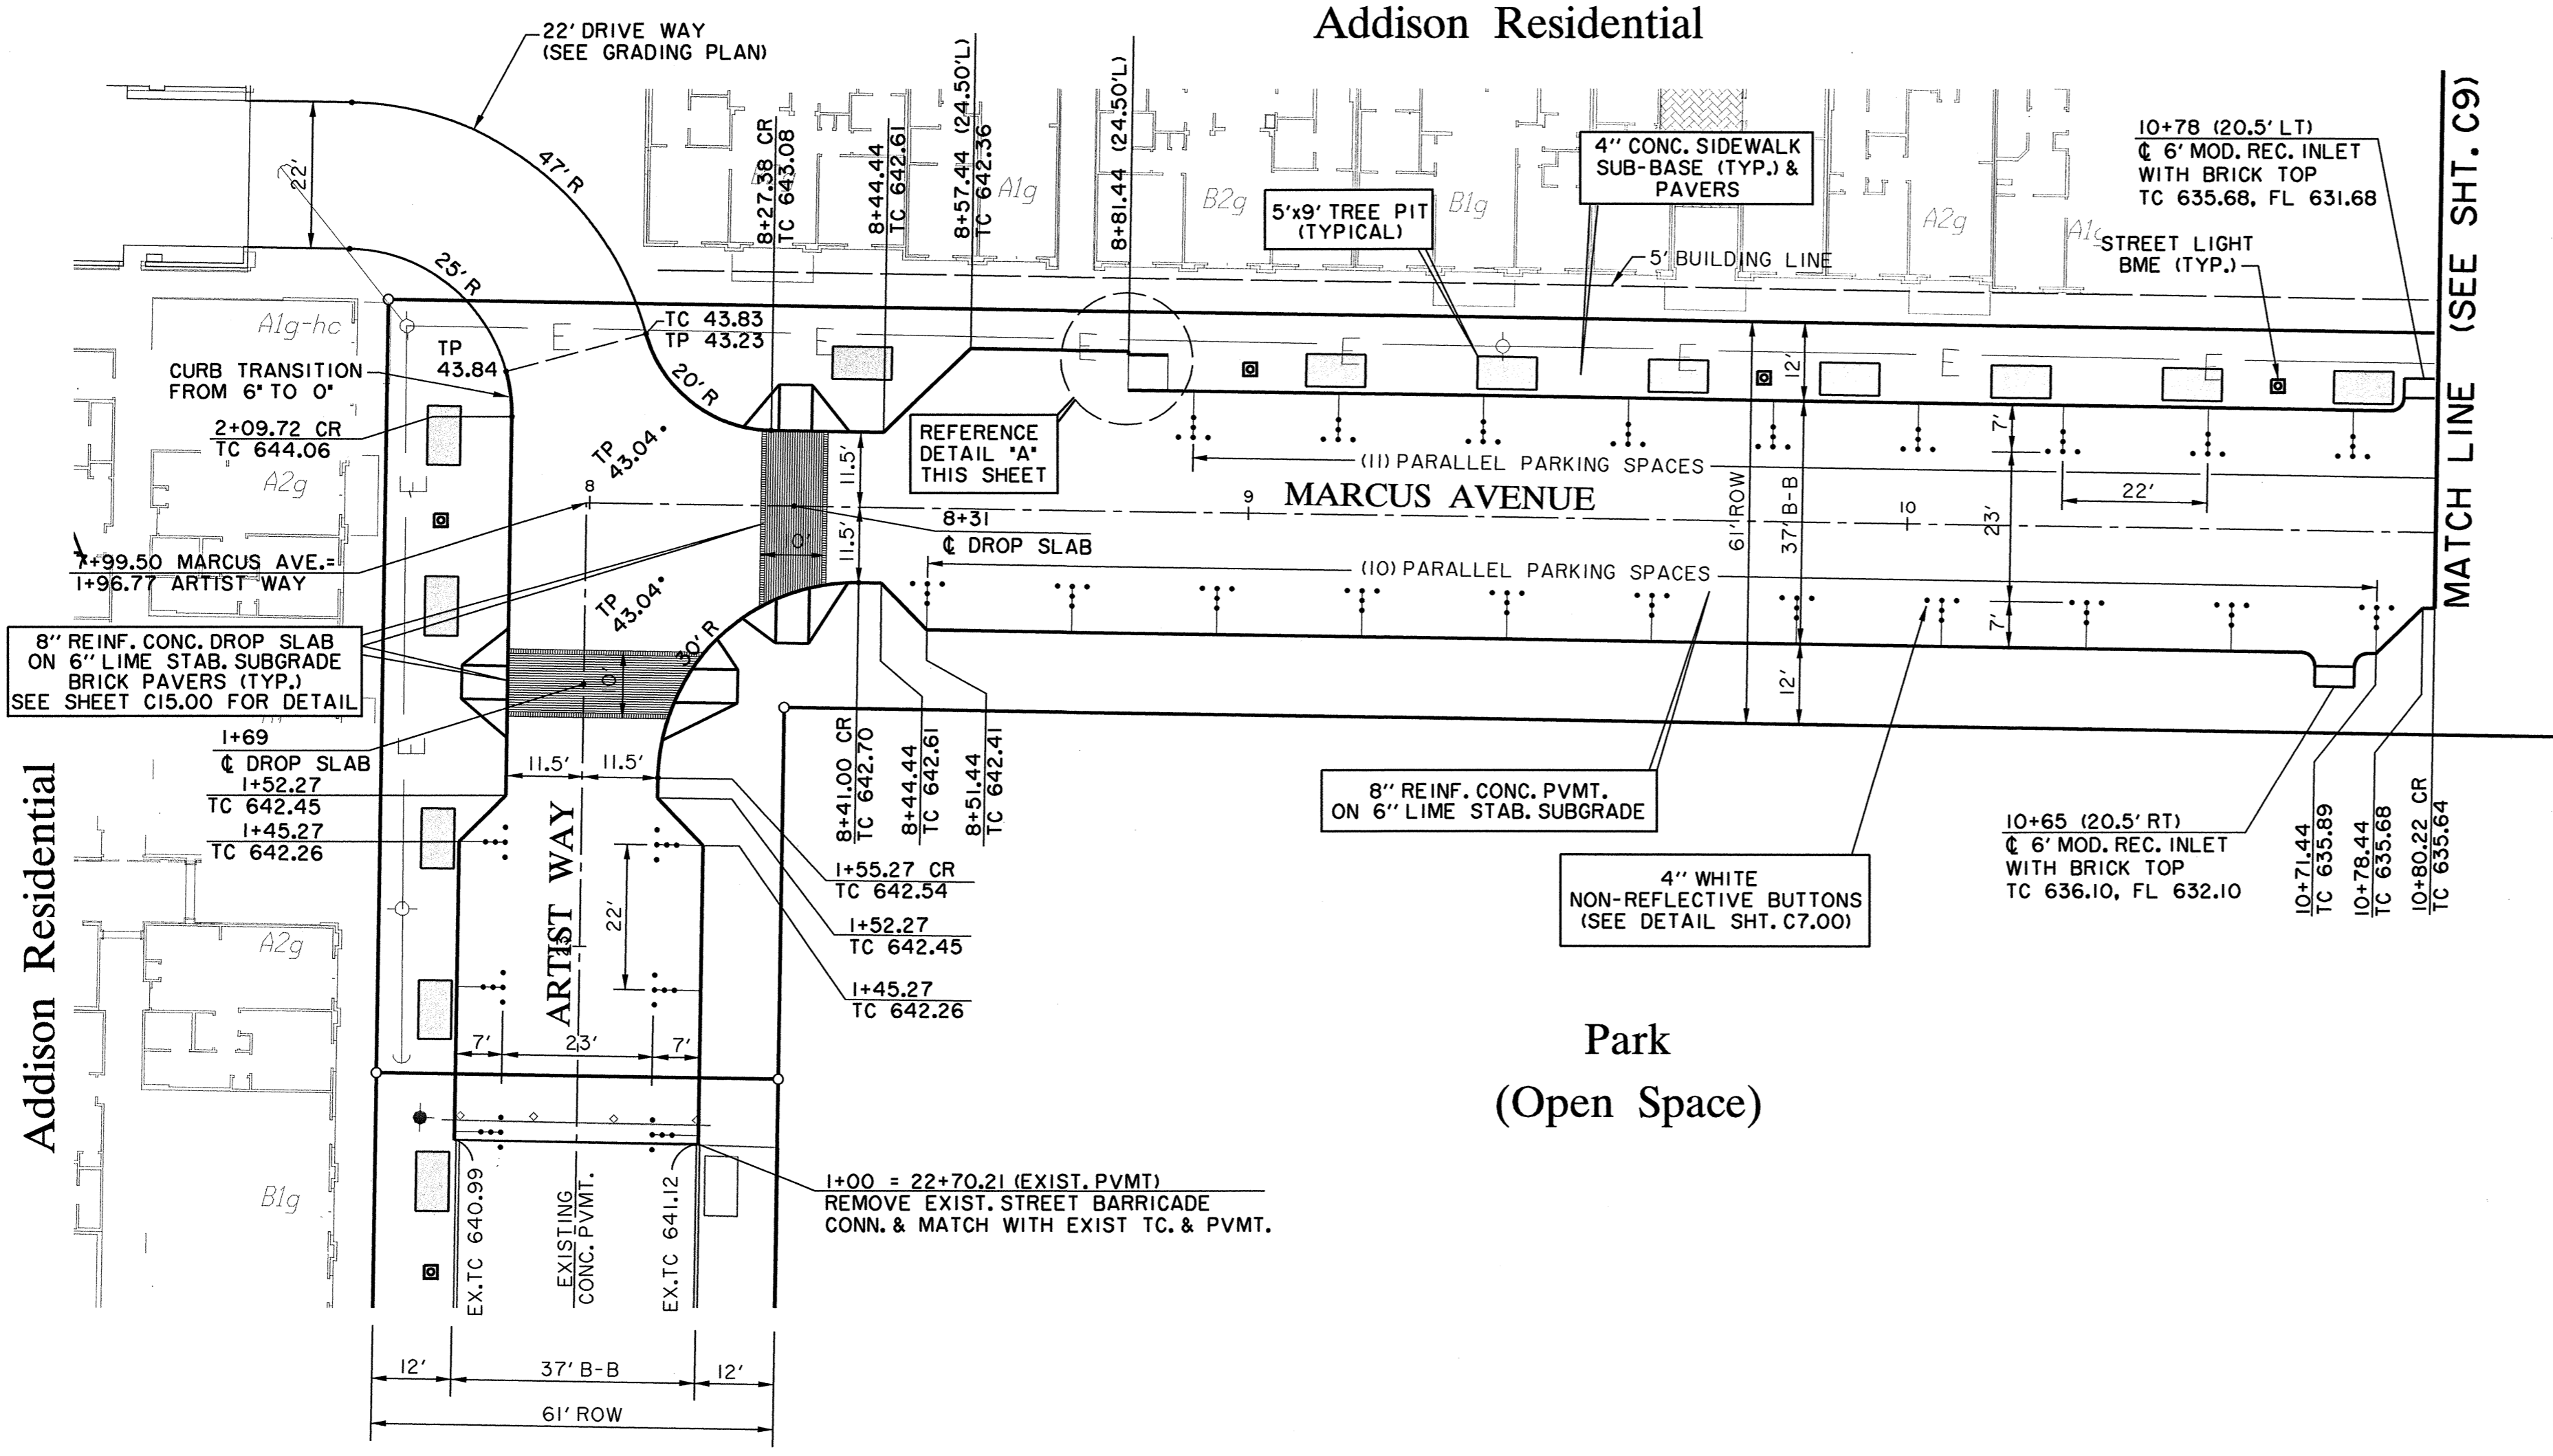 Addison Residential
22' DRIVE WAY
(SEE GRADING PLAN)
22'
47' R
25' R
8+27.38 CR
TC 643.08
8+44.44
TC 642.61
8+57.44 (24.50'L)
TC 642.36
8+81.44 (24.50'L)
A1g
B2g
B1g
A2g
5'x9' TREE PIT
(TYPICAL)
4" CONC. SIDEWALK
SUB-BASE (TYP.) &
PAVERS
5' BUILDING LINE
10+78 (20.5' LT)
℄ 6' MOD. REC. INLET
WITH BRICK TOP
TC 635.68, FL 631.68
STREET LIGHT
BME (TYP.)
MATCH LINE (SEE SHT. C9)
A1g-hc
E
E
E
E
E
E
E
TC 43.83
TP 43.23
TP
43.84
CURB TRANSITION
FROM 6" TO 0"
20' R
2+09.72 CR
TC 644.06
A2g
E
TP
43.04
REFERENCE
DETAIL "A"
THIS SHEET
11.5'
11.5'
12'
7'
(11) PARALLEL PARKING SPACES
8
9
MARCUS AVENUE
10
22'
23'
61' ROW
37' B-B
8+31
℄ DROP SLAB
7+99.50 MARCUS AVE.=
1+96.77 ARTIST WAY
(10) PARALLEL PARKING SPACES
TP
43.04
30' R
10'
7'
12'
8" REINF. CONC. DROP SLAB
ON 6" LIME STAB. SUBGRADE
BRICK PAVERS (TYP.)
SEE SHEET C15.00 FOR DETAIL
E
1+69
℄ DROP SLAB
1+52.27
TC 642.45
1+45.27
TC 642.26
11.5'
11.5'
8+41.00 CR
TC 642.70
8+44.44
TC 642.61
8+51.44
TC 642.41
8" REINF. CONC. PVMT.
ON 6" LIME STAB. SUBGRADE
4" WHITE
NON-REFLECTIVE BUTTONS
(SEE DETAIL SHT. C7.00)
10+65 (20.5' RT)
℄ 6' MOD. REC. INLET
WITH BRICK TOP
TC 636.10, FL 632.10
10+71.44
TC 635.89
10+78.44
TC 635.68
10+80.22 CR
TC 635.64
Addison Residential
ARTIST WAY
22'
1+55.27 CR
TC 642.54
1+52.27
TC 642.45
1+45.27
TC 642.26
A2g
7'
23'
7'
Park
(Open Space)
B1g
EX.TC 640.99
EXISTING
CONC. PVMT.
EX.TC 641.12
1+00 = 22+70.21 (EXIST. PVMT)
REMOVE EXIST. STREET BARRICADE
CONN. & MATCH WITH EXIST TC. & PVMT.
12'
37' B-B
12'
61' ROW